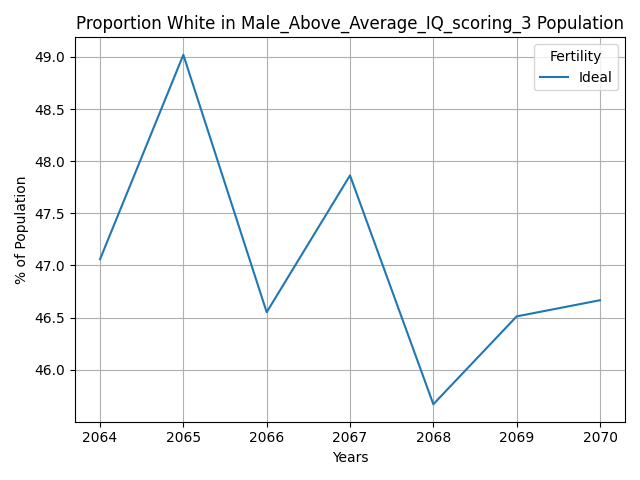 Proportion White in Male_Above_Average_IQ_scoring_3 Population
Fertility
Ideal
% of Population
49.0
48.5
48.0
47.5
47.0
46.5
46.0
2064 2065 2066 2067 2068 2069 2070
Years